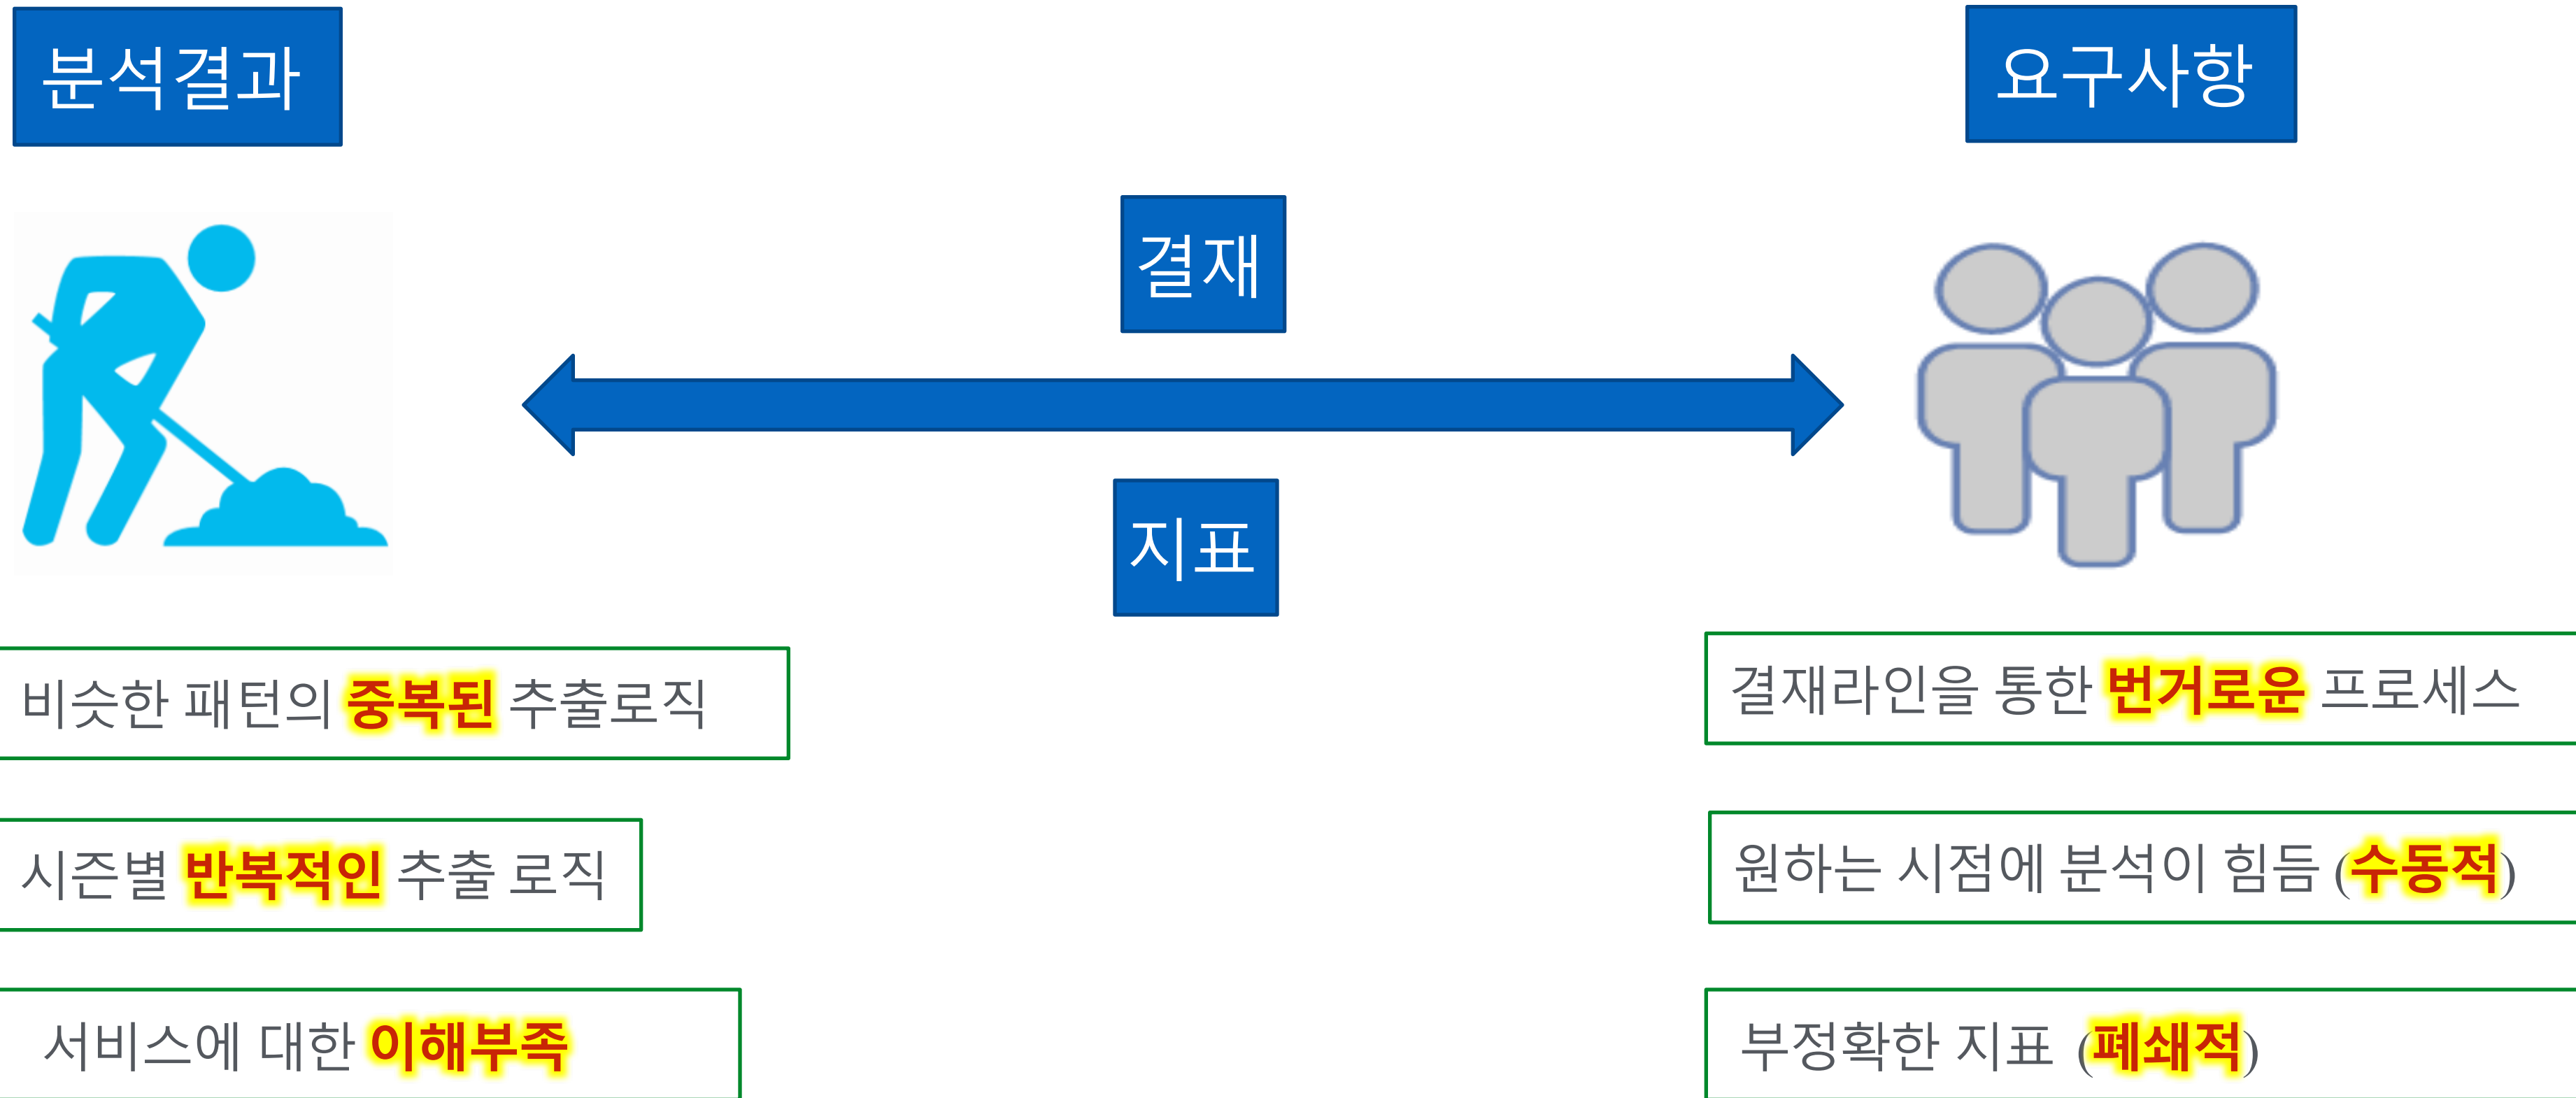 분석결과
요구사항
결재
지표
비슷한 패턴의 중복된 추출로직
시즌별 반복적인 추출 로직
서비스에 대한 이해부족
결재라인을 통한 번거로운 프로세스
원하는 시점에 분석이 힘듬 (수동적)
부정확한 지표 (폐쇄적)